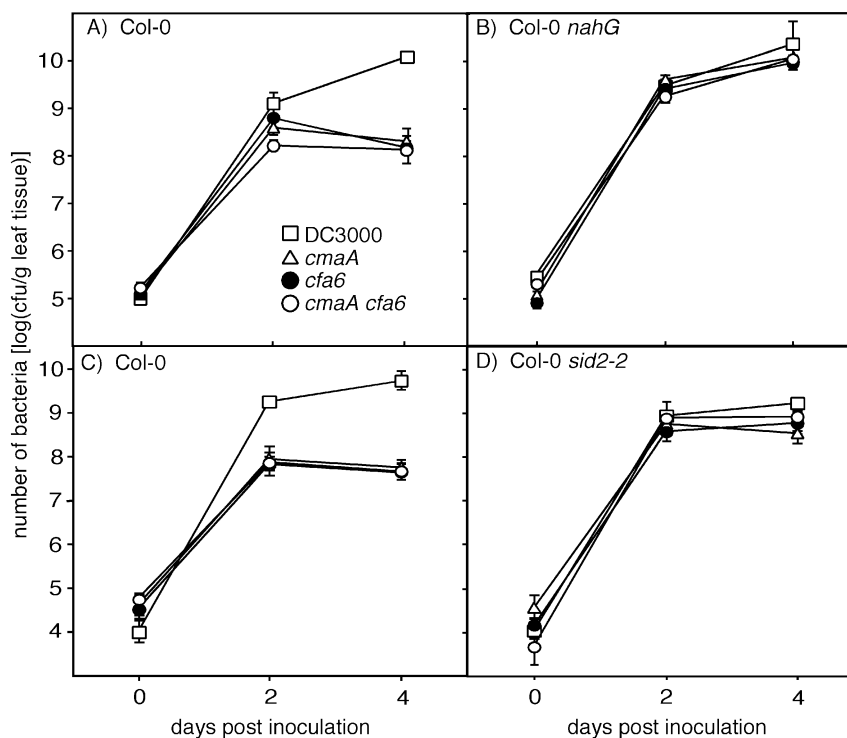 A) Col-0
B) Col-0 nahG
10
9
8
7
6
5
DC3000
cmaA
cfa6
cmaA cfa6
number of bacteria [log(cfu/g leaf tissue)]
C) Col-0
D) Col-0 sid2-2
10
9
8
7
5
4
0 2 4
0 2 4
days post inoculation
days post inoculation